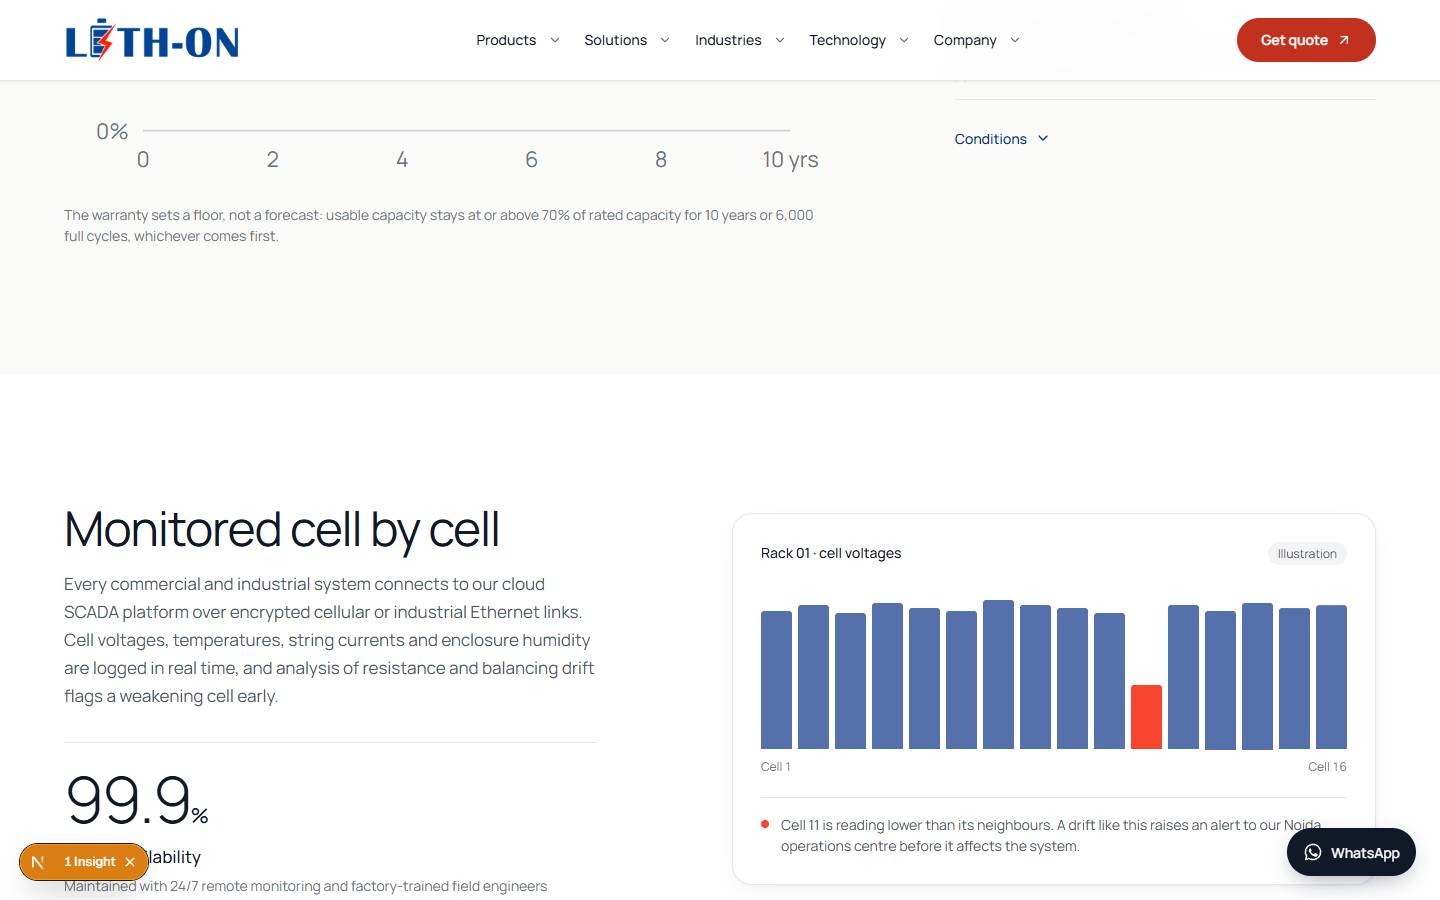 LITH-ON
Products
Solutions
Industries
Technology
Company
Get quote
0%
0 2 4 6 8 10 yrs
Conditions
The warranty sets a floor, not a forecast: usable capacity stays at or above 70% of rated capacity for 10 years or 6,000
full cycles, whichever comes first.
Monitored cell by cell
Every commercial and industrial system connects to our cloud
SCADA platform over encrypted cellular or industrial Ethernet links.
Cell voltages, temperatures, string currents and enclosure humidity
are logged in real time, and analysis of resistance and balancing drift
flags a weakening cell early.
99.9%
lability
Maintained with 24/7 remote monitoring and factory-trained field engineers
Rack 01 · cell voltages
Illustration
Cell 1
Cell 16
Cell 11 is reading lower than its neighbours. A drift like this raises an alert to our Noida
operations centre before it affects the system.
1 Insight
WhatsApp